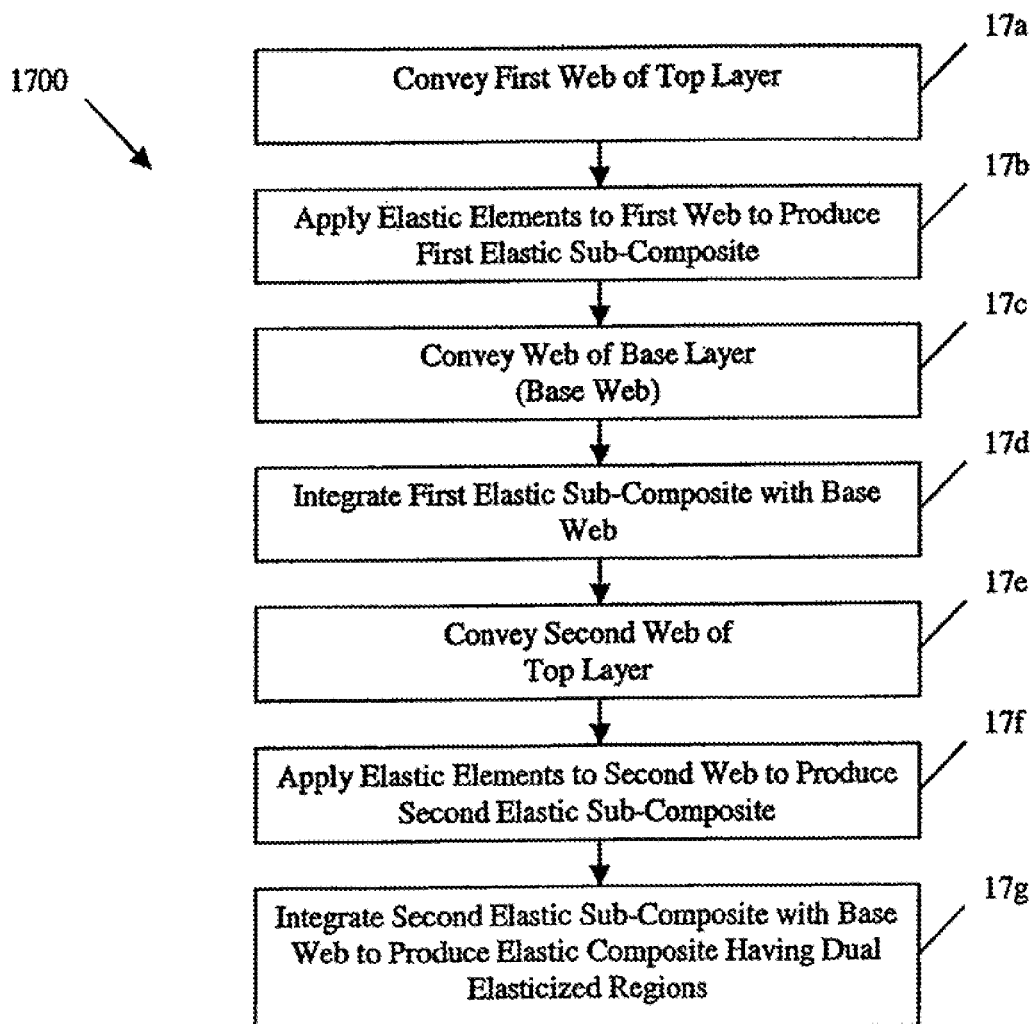 1700
17a
Convey First Web of Top Layer
17b
Apply Elastic Elements to First Web to Produce
First Elastic Sub-Composite
17c
Convey Web of Base Layer
(Base Web)
17d
Integrate First Elastic Sub-Composite with Base
Web
17e
Convey Second Web of
Top Layer
17f
Apply Elastic Elements to Second Web to Produce
Second Elastic Sub-Composite
17g
Integrate Second Elastic Sub-Composite with Base
Web to Produce Elastic Composite Having Dual
Elasticized Regions